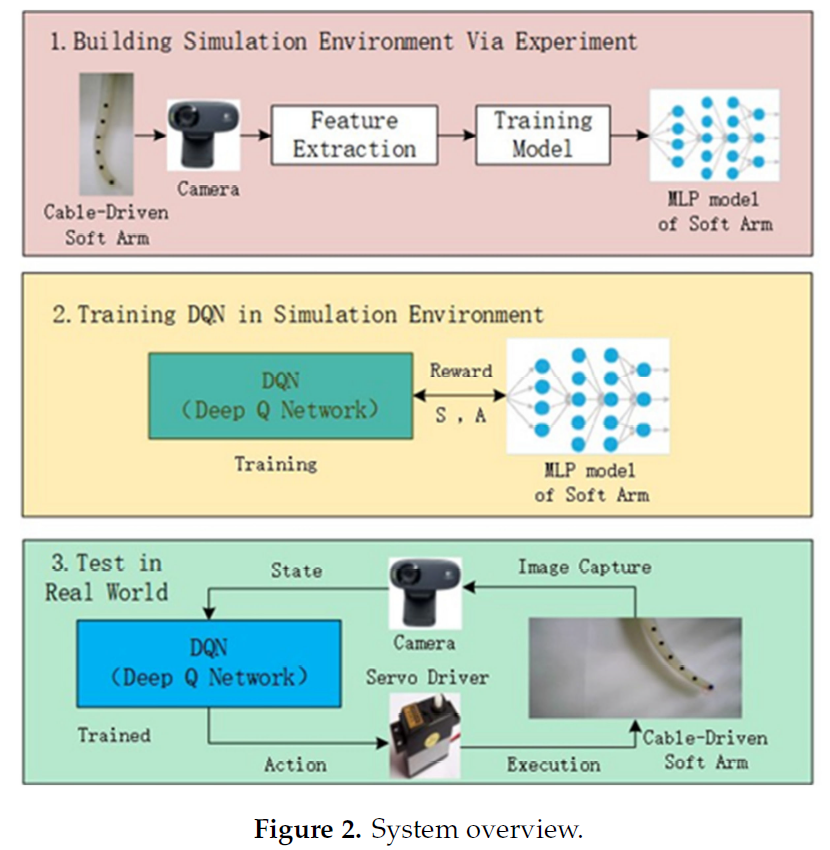 1.Building Simulation Environment Via Experiment
Feature
Extraction
Training
Model
Camera
Cable-Driven
Soft Arm
MLP model
of Soft Arm
2.Training DQN in Simulation Environment
DQN
(Deep Q Network)
Training
Reward
S , A
MLP model
of Soft Arm
3.Test in
Real World
State
Image Capture
DQN
(Deep Q Network)
Camera
Servo Driver
Trained
Action
Execution
Cable-Driven
Soft Arm
Figure 2. System overview.